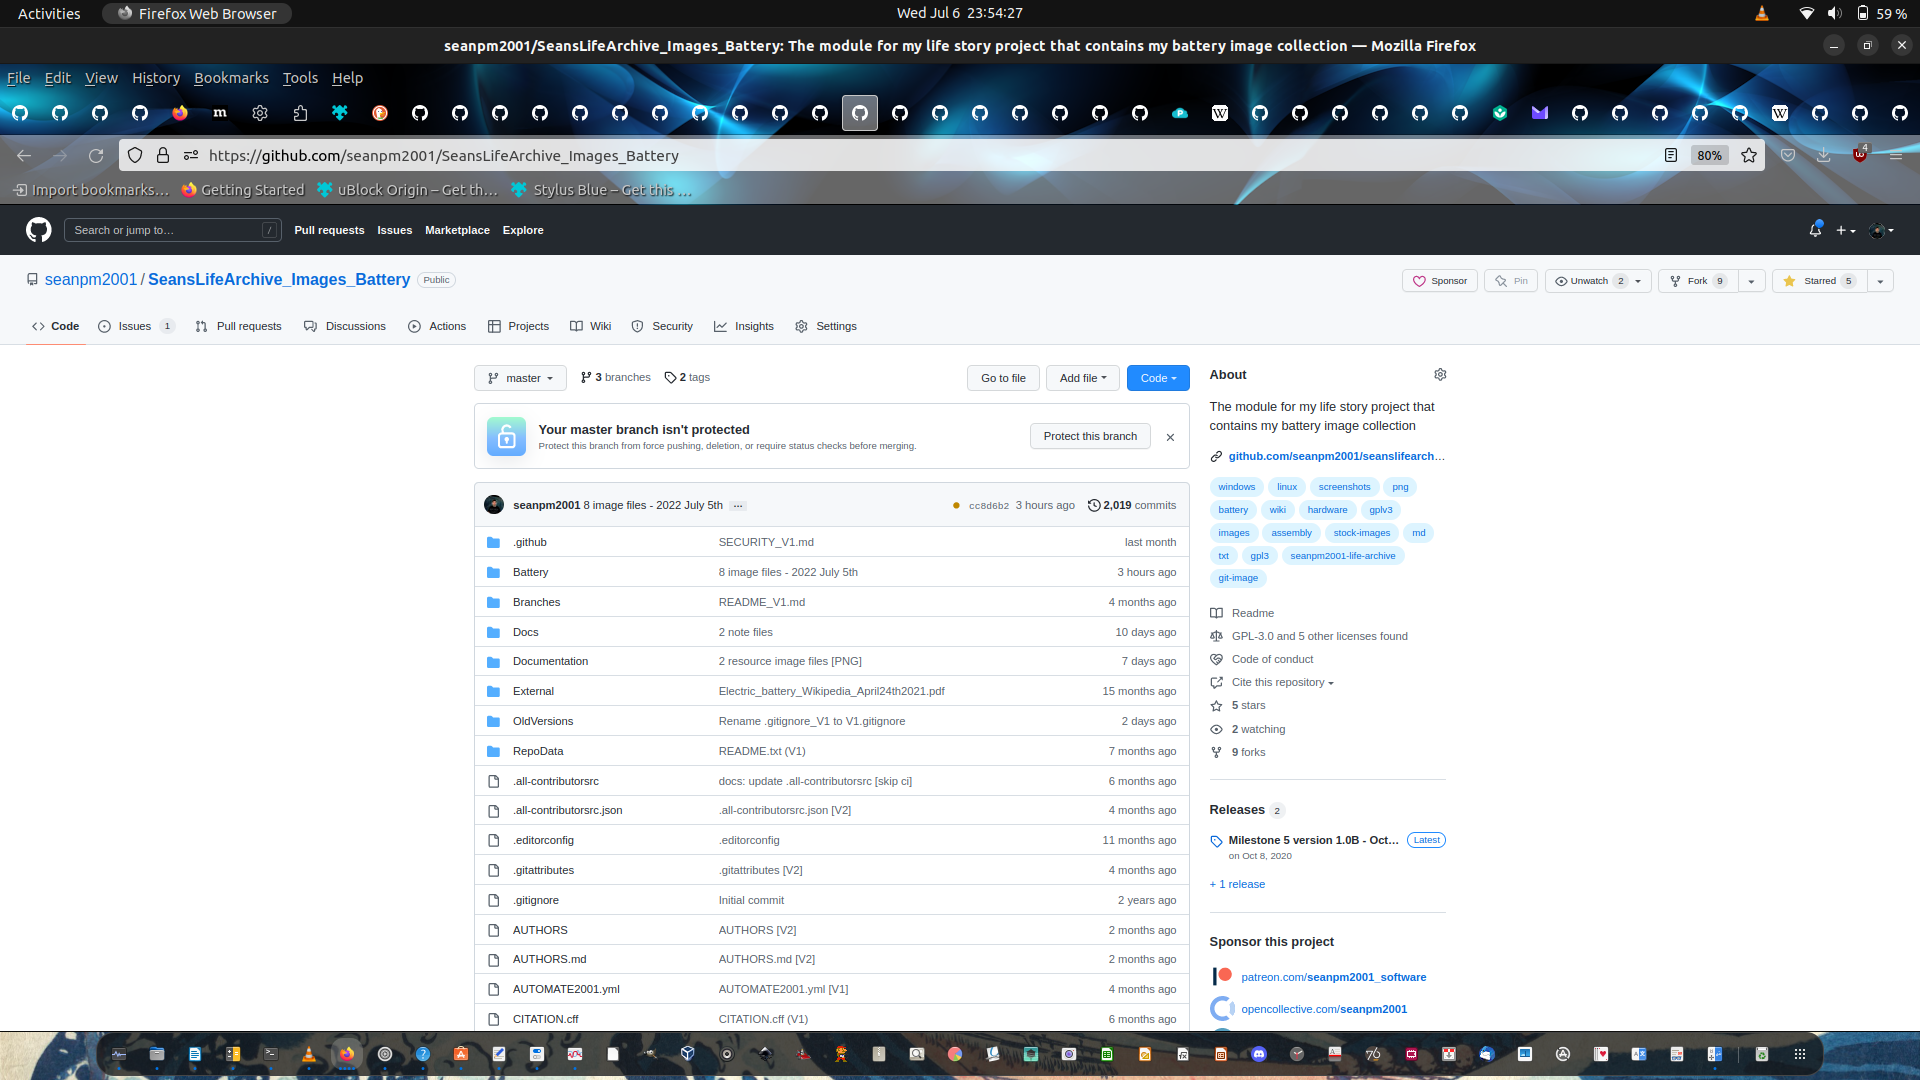 Activities Firefox Web Browser Wed Jul 6 23:54:27 59 %
seanpm2001/SeansLifeArchive_Images_Battery: The module for my life story project that contains my battery image collection — Mozilla Firefox
File Edit View History Bookmarks Tools Help
https://github.com/seanpm2001/SeansLifeArchive_Images_Battery 80% 4
Import bookmarks… Getting Started uBlock Origin – Get th… Stylus Blue – Get this …
Search or jump to… / Pull requests Issues Marketplace Explore
seanpm2001 / SeansLifeArchive_Images_Battery Public Sponsor Pin Unwatch 2 Fork 9 Starred 5
Code Issues 1 Pull requests Discussions Actions Projects Wiki Security Insights Settings
master 3 branches 2 tags Go to file Add file Code
Your master branch isn't protected
Protect this branch from force pushing, deletion, or require status checks before merging.
Protect this branch
seanpm2001 8 image files - 2022 July 5th … cc8d6b2 3 hours ago 2,019 commits
.github SECURITY_V1.md last month
Battery 8 image files - 2022 July 5th 3 hours ago
Branches README_V1.md 4 months ago
Docs 2 note files 10 days ago
Documentation 2 resource image files [PNG] 7 days ago
External Electric_battery_Wikipedia_April24th2021.pdf 15 months ago
OldVersions Rename .gitignore_V1 to V1.gitignore 2 days ago
RepoData README.txt (V1) 7 months ago
.all-contributorsrc docs: update .all-contributorsrc [skip ci] 6 months ago
.all-contributorsrc.json .all-contributorsrc.json [V2] 4 months ago
.editorconfig .editorconfig 11 months ago
.gitattributes .gitattributes [V2] 4 months ago
.gitignore Initial commit 2 years ago
AUTHORS AUTHORS [V2] 2 months ago
AUTHORS.md AUTHORS.md [V2] 2 months ago
AUTOMATE2001.yml AUTOMATE2001.yml [V1] 4 months ago
CITATION.cff CITATION.cff (V1) 6 months ago
About
The module for my life story project that
contains my battery image collection
github.com/seanpm2001/seanslifearch…
windows linux screenshots png
battery wiki hardware gplv3
images assembly stock-images md
txt gpl3 seanpm2001-life-archive
git-image
Readme
GPL-3.0 and 5 other licenses found
Code of conduct
Cite this repository
5 stars
2 watching
9 forks
Releases 2
Milestone 5 version 1.0B - Oct… Latest
on Oct 8, 2020
+ 1 release
Sponsor this project
patreon.com/seanpm2001_software
opencollective.com/seanpm2001